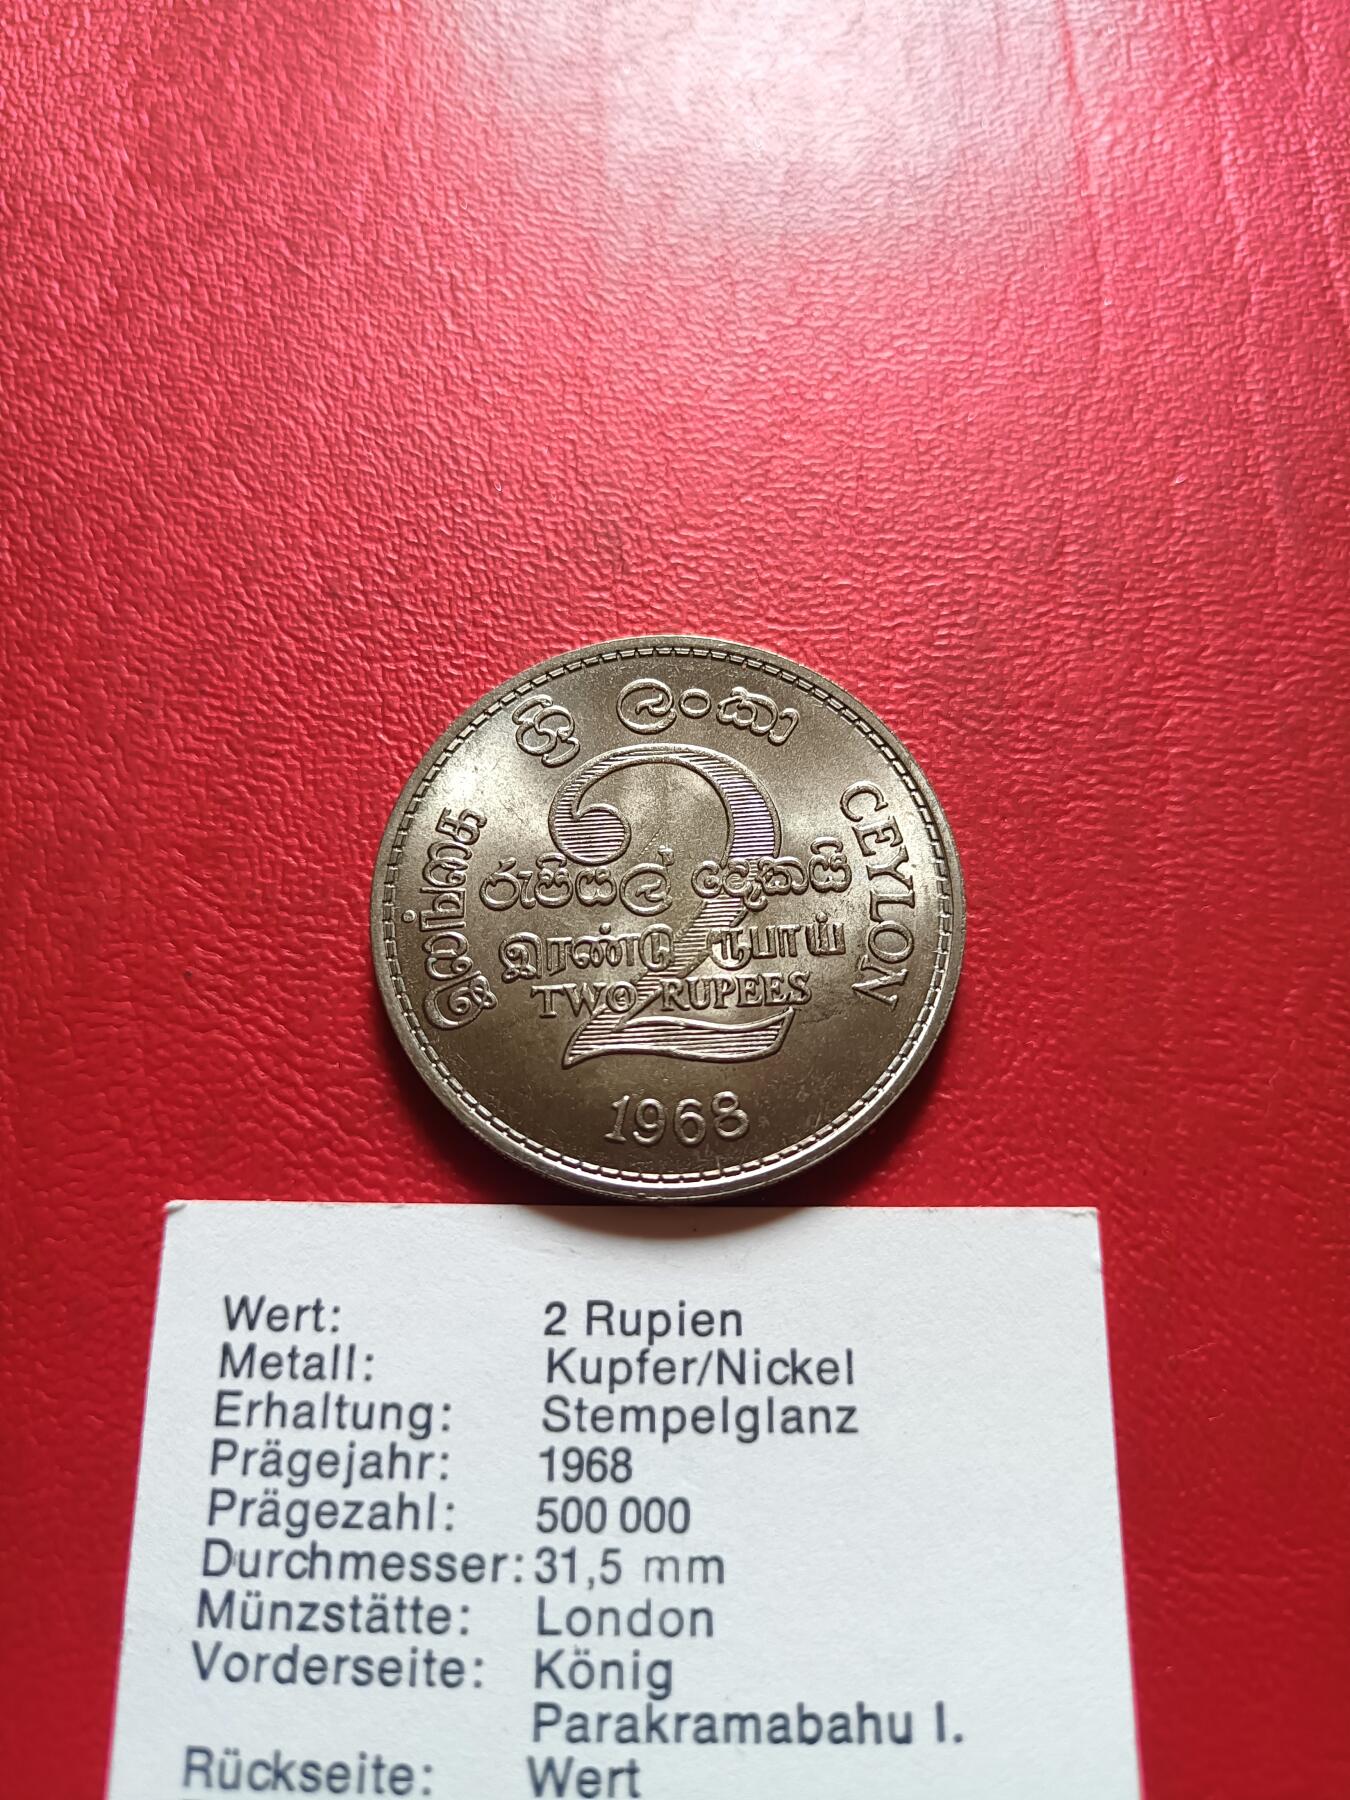 ශ්‍රී ලංකා
இலங்கை
CEYLON
2
රුපියල් දෙකයි
இரண்டு ரூபாய்
TWO RUPEES
1968
Wert: 2 Rupien
Metall: Kupfer/Nickel
Erhaltung: Stempelglanz
Prägejahr: 1968
Prägezahl: 500 000
Durchmesser: 31,5 mm
Münzstätte: London
Vorderseite: König
Parakramabahu I.
Rückseite: Wert